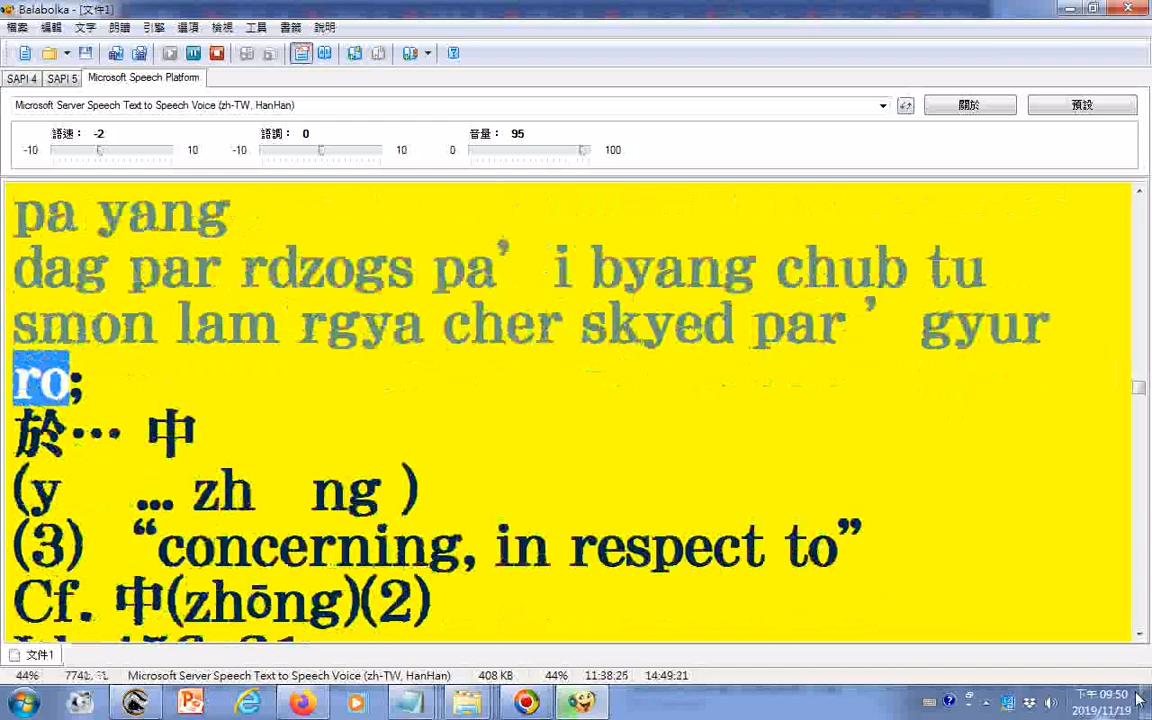 Balabolka - [文件1]
檔案 編輯 文字 朗讀 引擎 選項 檢視 工具 書籤 說明
SAPI 4 SAPI 5 Microsoft Speech Platform
Microsoft Server Speech Text to Speech Voice (zh-TW, HanHan)
關於 預設
語速： -2 語調： 0 音量： 95
-10 10 -10 10 0 100
pa yang
dag par rdzogs pa’ i byang chub tu
smon lam rgya cher skyed par ’ gyur
ro;
於… 中
(y ... zh ng )
(3) “concerning, in respect to”
Cf. 中(zhōng)(2)
文件1
44% Microsoft Server Speech Text to Speech Voice (zh-TW, HanHan) 408 KB 44% 11:38:25 14:49:21
下午 09:50
2019/11/19